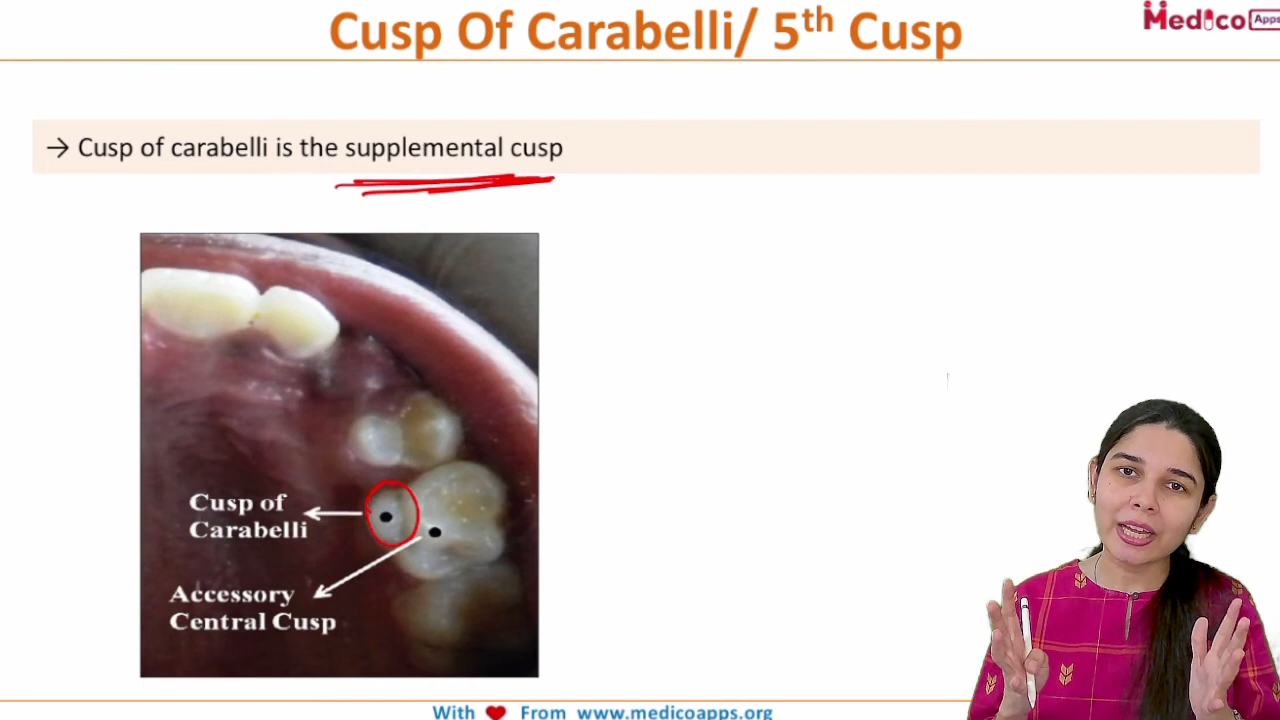 Cusp Of Carabelli/ 5th Cusp
Medico Apps
→ Cusp of carabelli is the supplemental cusp
Cusp of
Carabelli
Accessory
Central Cusp
With ♥ From www.medicoapps.org